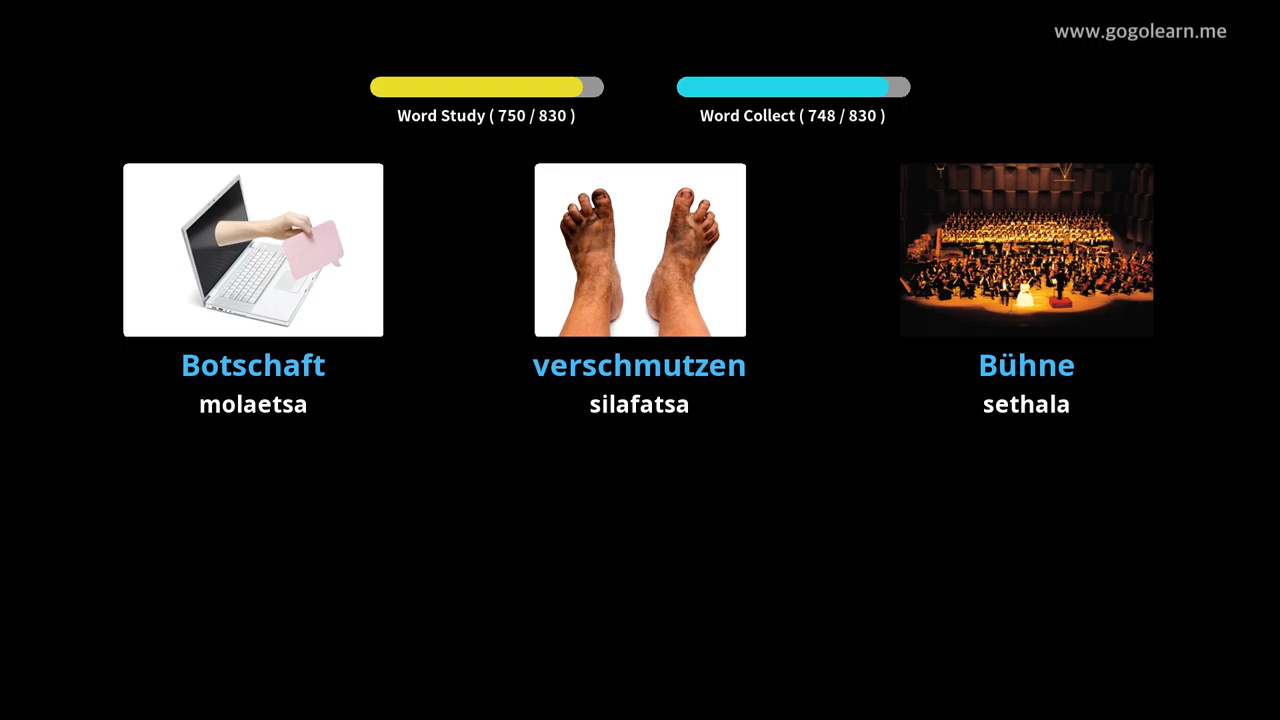 www.gogolearn.me
Word Study ( 750 / 830 )
Word Collect ( 748 / 830 )
Botschaft
molaetsa
verschmutzen
silafatsa
Bühne
sethala